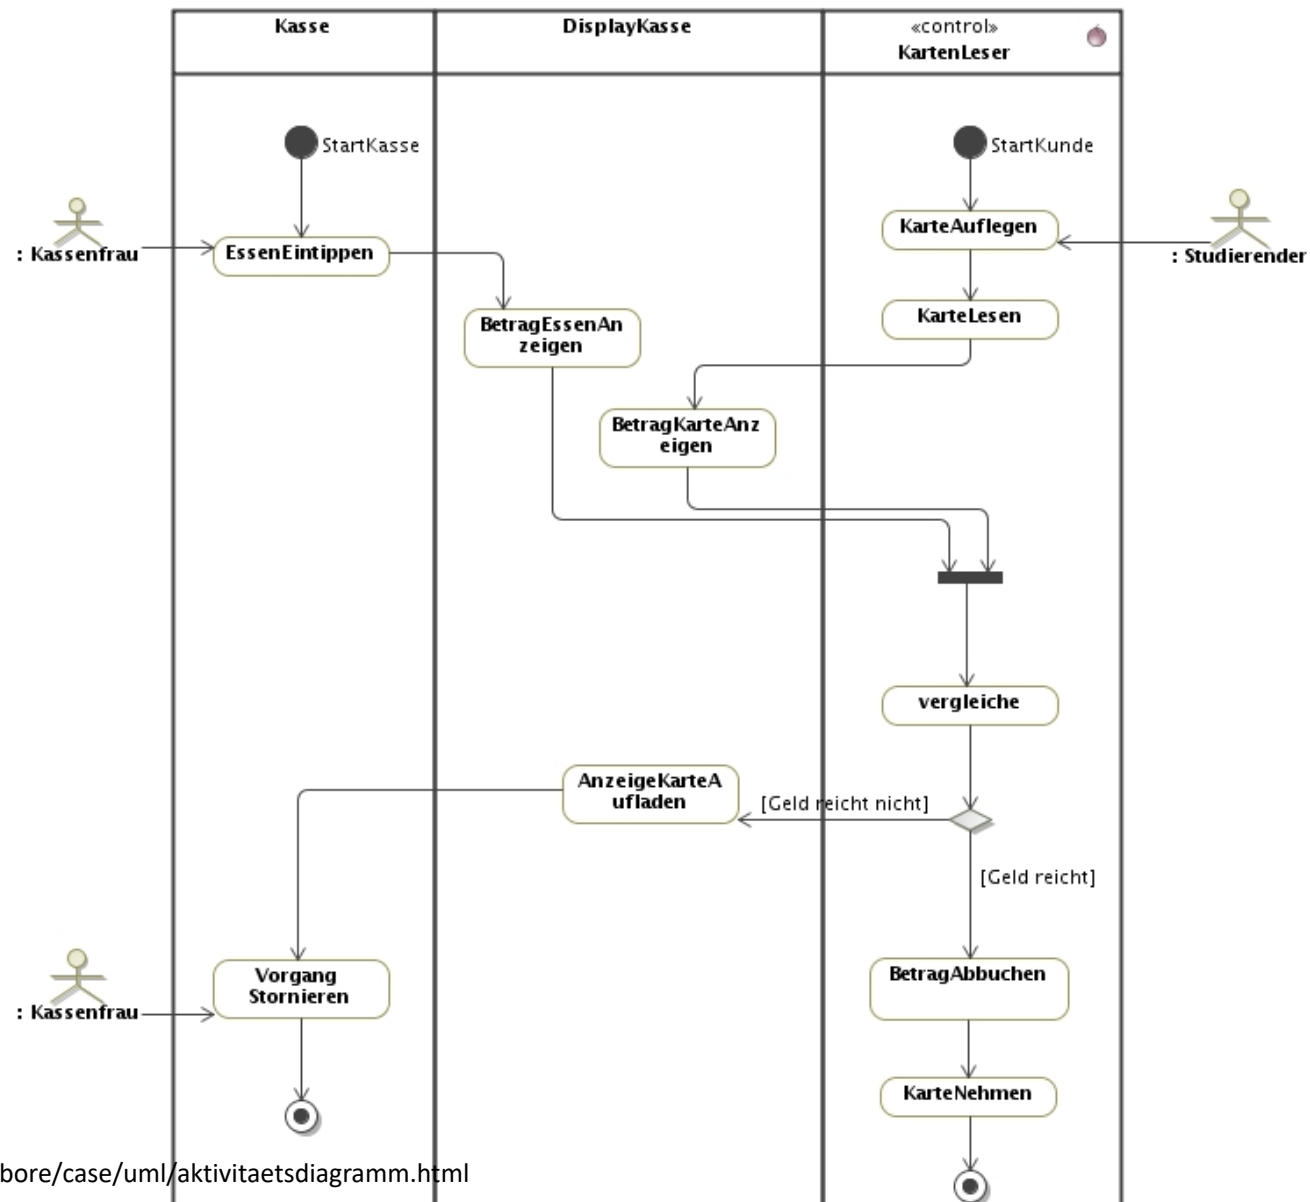 Kasse
DisplayKasse
«control»
KartenLeser
StartKasse
StartKunde
: Kassenfrau
EssenEintippen
KarteAuflegen
: Studierender
BetragEssenAn
zeigen
KarteLesen
BetragKarteAnz
eigen
vergleiche
AnzeigeKarteA
ufladen
[Geld reicht nicht]
[Geld reicht]
: Kassenfrau
Vorgang
Stornieren
BetragAbbuchen
KarteNehmen
bore/case/uml/aktivitaetsdiagramm.html